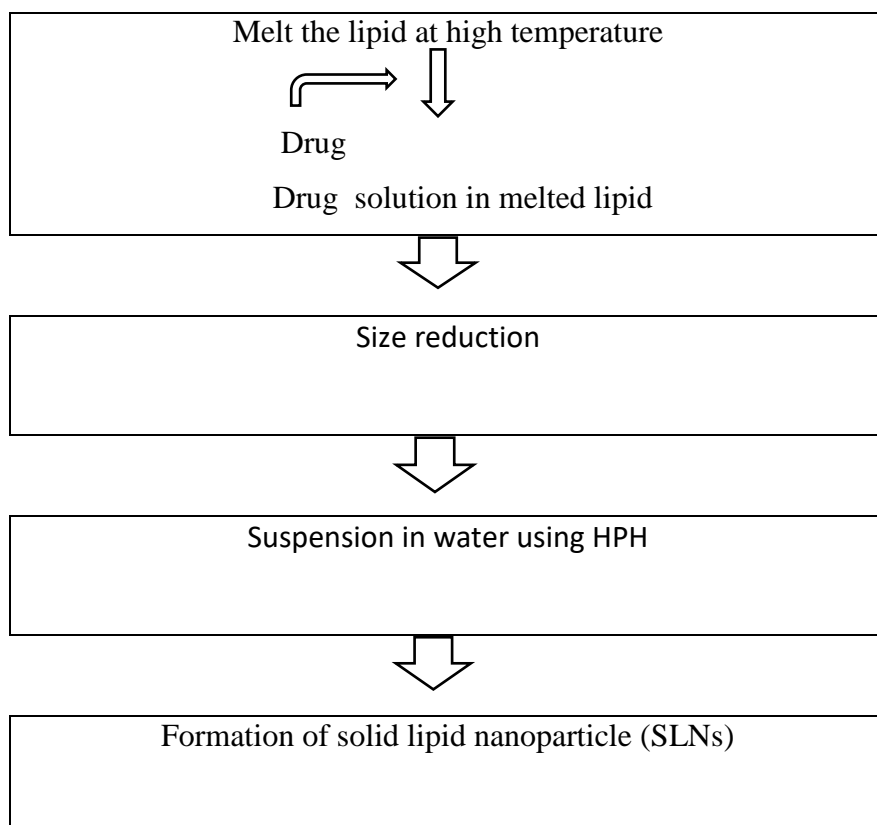 Melt the lipid at high temperature
Drug
Drug solution in melted lipid
Size reduction
Suspension in water using HPH
Formation of solid lipid nanoparticle (SLNs)